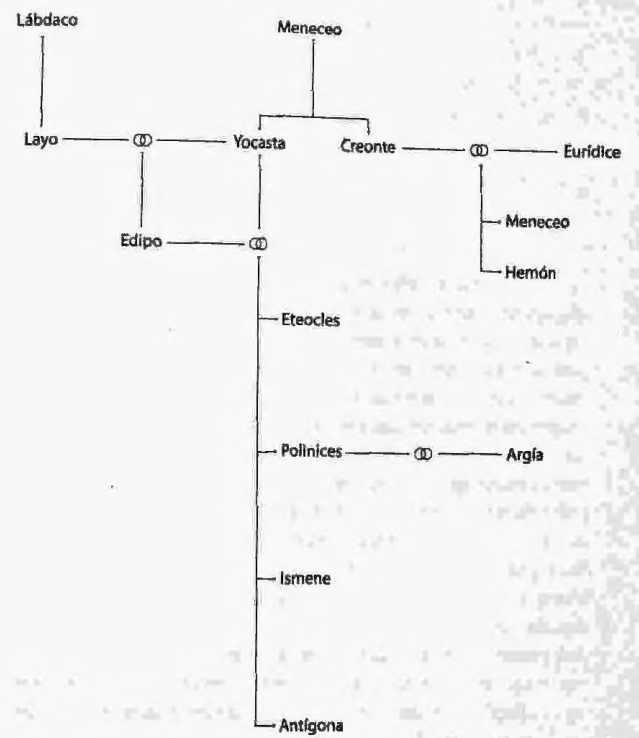 Lábdaco
Meneceo
Layo Yocasta Creonte Eurídice
Edipo
Meneceo
Hemón
Eteocles
Polinices Argía
Ismene
Antígona